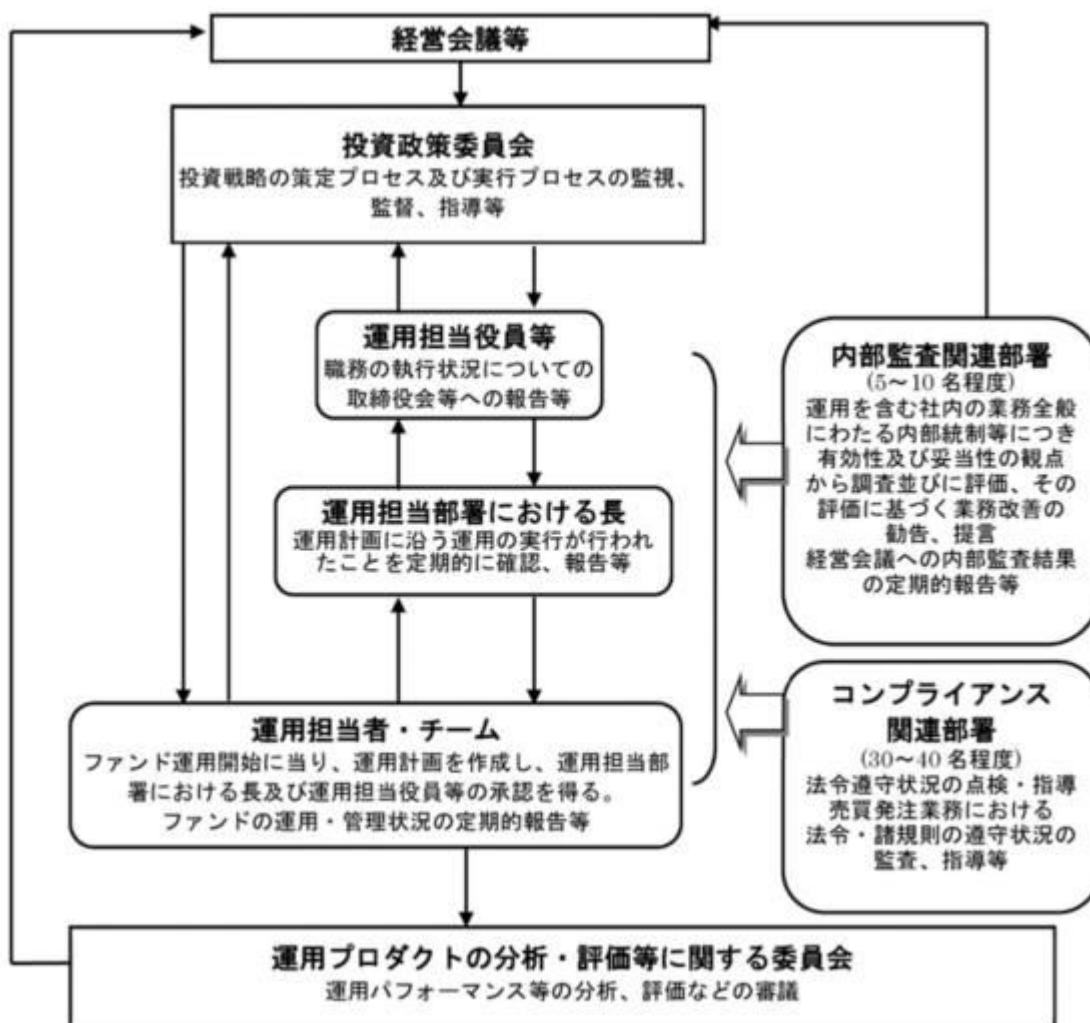 経営会議等
投資政策委員会
投資戦略の策定プロセス及び実行プロセスの監視、
監督、指導等
運用担当役員等
職務の執行状況についての
取締役会等への報告等
運用担当部署における長
運用計画に沿う運用の実行が行われ
たことを定期的に確認、報告等
運用担当者・チーム
ファンド運用開始に当り、運用計画を作成し、運用担当部
署における長及び運用担当役員等の承認を得る。
ファンドの運用・管理状況の定期的報告等
内部監査関連部署
(5～10 名程度)
運用を含む社内の業務全般
にわたる内部統制等につき
有効性及び妥当性の観点
から調査並びに評価、その
評価に基づく業務改善の
勧告、提言
経営会議への内部監査結果
の定期的報告等
コンプライアンス
関連部署
(30～40 名程度)
法令遵守状況の点検・指導
売買発注業務における
法令・諸規則の遵守状況の
監査、指導等
運用プロダクトの分析・評価等に関する委員会
運用パフォーマンス等の分析、評価などの審議